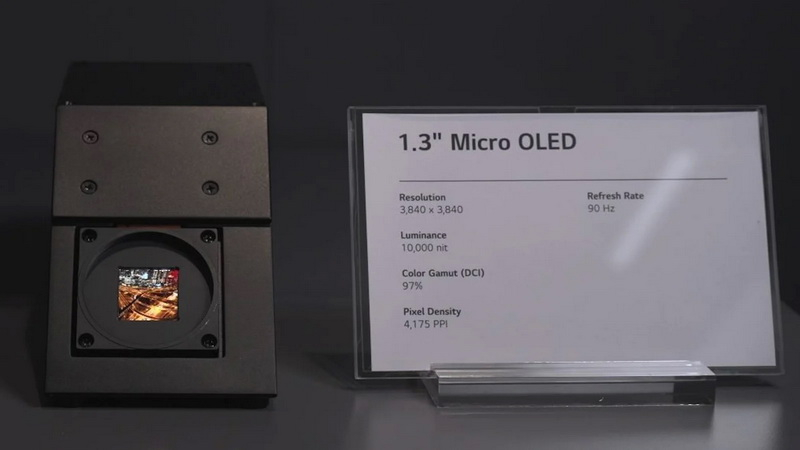 1.3" Micro OLED
Resolution
3,840 x 3,840
Refresh Rate
90 Hz
Luminance
10,000 nit
Color Gamut (DCI)
97%
Pixel Density
4,175 PPI